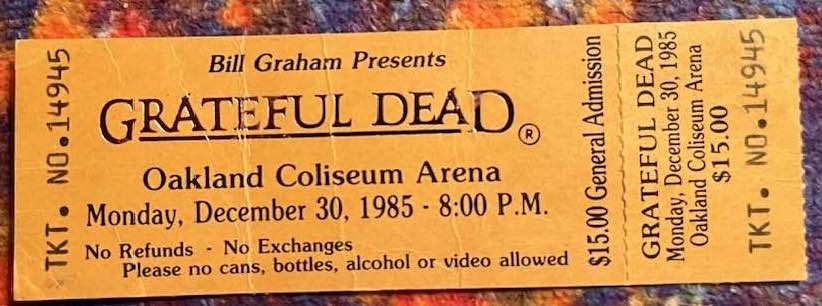 TKT. NO.14945
Bill Graham Presents
GRATEFUL DEAD®
Oakland Coliseum Arena
Monday, December 30, 1985 - 8:00 P.M.
No Refunds - No Exchanges
Please no cans, bottles, alcohol or video allowed
$15.00 General Admission
GRATEFUL DEAD
Monday, December 30, 1985
Oakland Coliseum Arena
$15.00
TKT. NO.14945